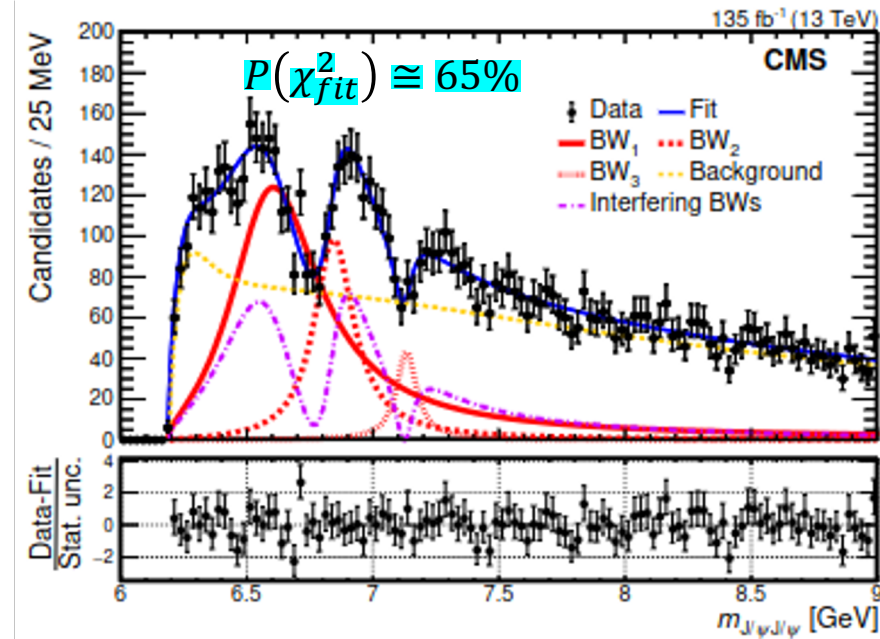 135 fb⁻¹ (13 TeV)
CMS
P(χ²fit) ≅ 65%
Data
Fit
BW₁
BW₂
BW₃
Background
Interfering BWs
Candidates / 25 MeV
200
180
160
140
120
100
80
60
40
20
0
Data-Fit
Stat. unc.
4
2
0
−2
6
6.5
7
7.5
8
8.5
9
m J/ψJ/ψ [GeV]